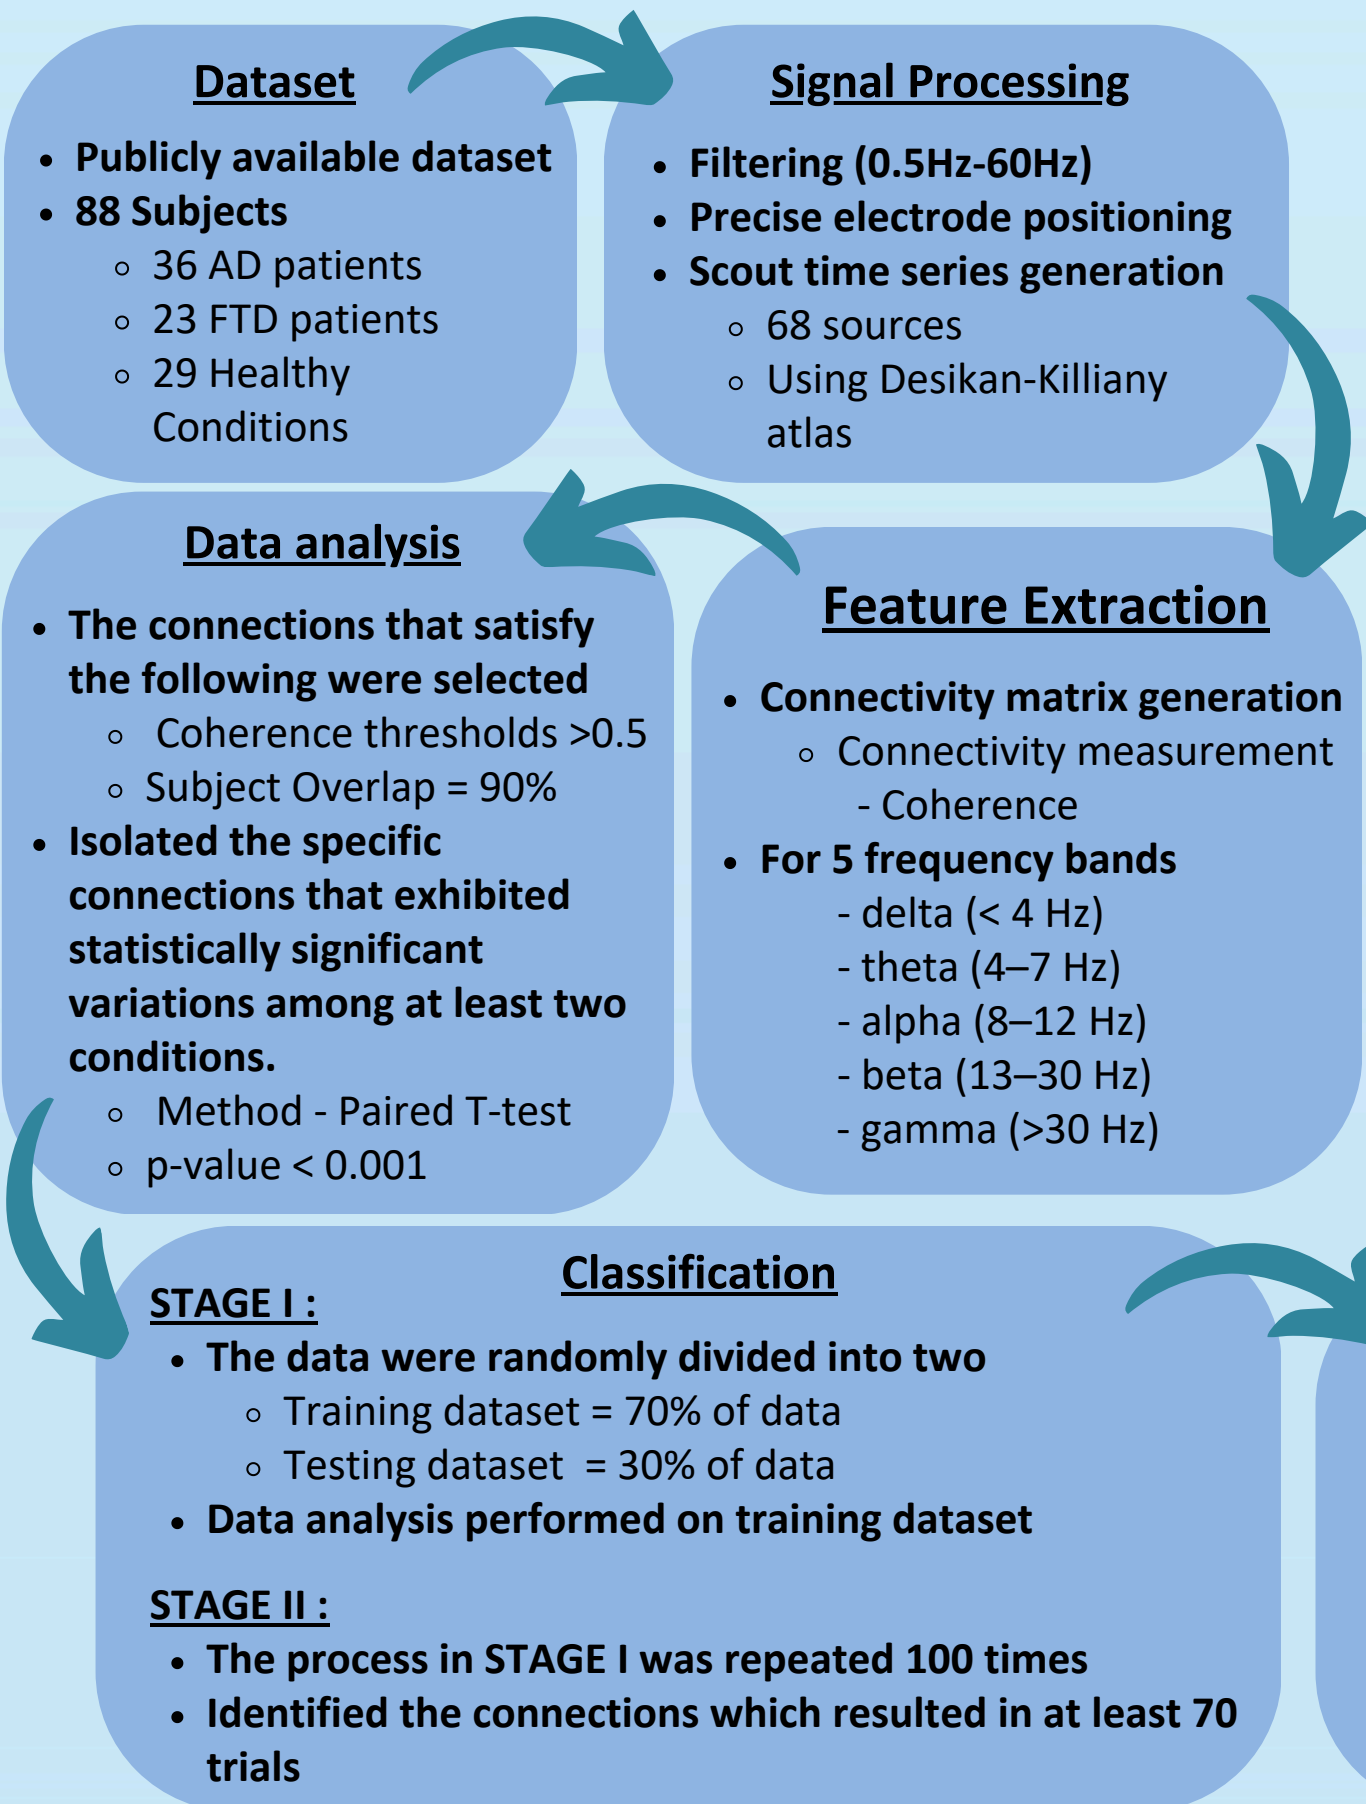 Dataset
• Publicly available dataset
• 88 Subjects
◦ 36 AD patients
◦ 23 FTD patients
◦ 29 Healthy
Conditions
Signal Processing
• Filtering (0.5Hz-60Hz)
• Precise electrode positioning
• Scout time series generation
◦ 68 sources
◦ Using Desikan-Killiany
atlas
Feature Extraction
• Connectivity matrix generation
◦ Connectivity measurement
- Coherence
• For 5 frequency bands
- delta (< 4 Hz)
- theta (4–7 Hz)
- alpha (8–12 Hz)
- beta (13–30 Hz)
- gamma (>30 Hz)
Data analysis
• The connections that satisfy
the following were selected
◦ Coherence thresholds >0.5
◦ Subject Overlap = 90%
• Isolated the specific
connections that exhibited
statistically significant
variations among at least two
conditions.
◦ Method - Paired T-test
◦ p-value < 0.001
Classification
STAGE I :
• The data were randomly divided into two
◦ Training dataset = 70% of data
◦ Testing dataset = 30% of data
• Data analysis performed on training dataset
STAGE II :
• The process in STAGE I was repeated 100 times
• Identified the connections which resulted in at least 70
trials